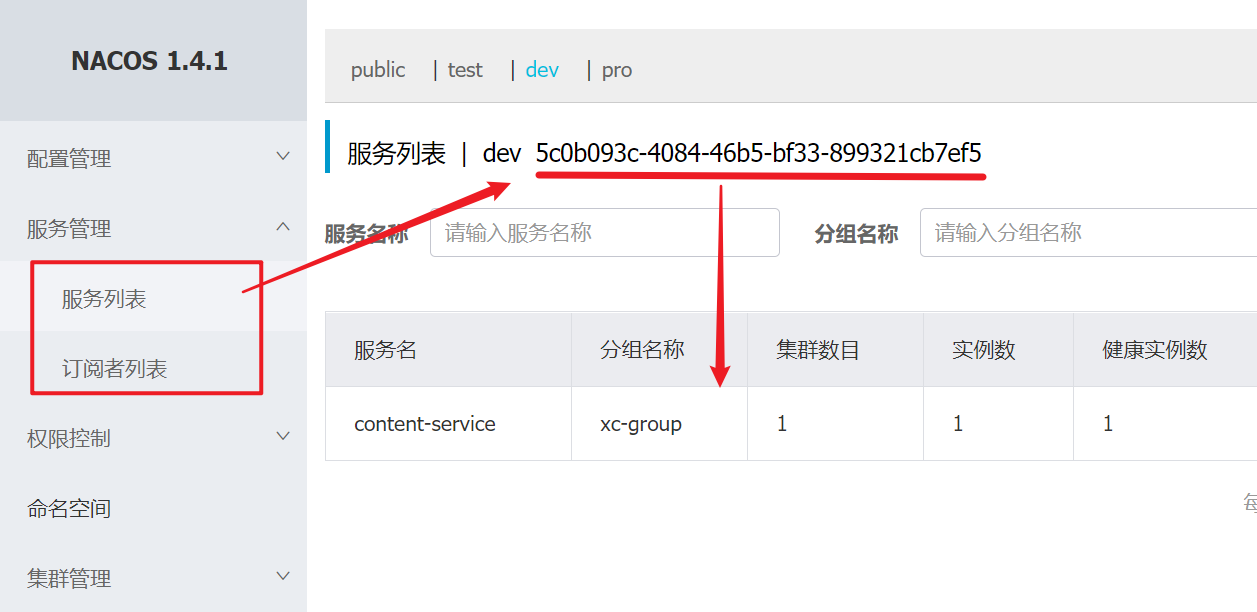 NACOS 1.4.1
public | test | dev | pro
配置管理
服务管理
服务列表
订阅者列表
权限控制
命名空间
集群管理
服务列表 | dev 5c0b093c-4084-46b5-bf33-899321cb7ef5
服务名称 请输入服务名称 分组名称 请输入分组名称
服务名 分组名称 集群数目 实例数 健康实例数
content-service xc-group 1 1 1